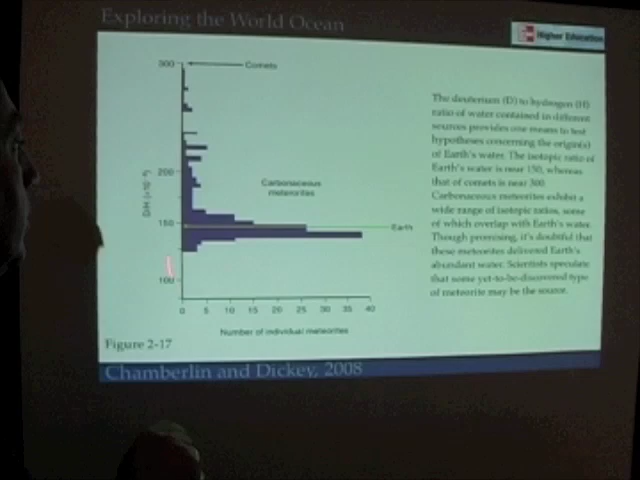 Exploring the World Ocean
Higher Education
300
Comets
200
Carbonaceous
meteorites
D/H (×10⁻⁶)
150
Earth
100
0 5 10 15 20 25 30 35 40
Number of individual meteorites
Figure 2-17
The deuterium (D) to hydrogen (H)
ratio of water contained in different
sources provides one means to test
hypotheses concerning the origin(s)
of Earth's water. The isotopic ratio of
Earth's water is near 150, whereas
that of comets is near 300.
Carbonaceous meteorites exhibit a
wide range of isotopic ratios, some
of which overlap with Earth's water.
Though promising, it's doubtful that
these meteorites delivered Earth's
abundant water. Scientists speculate
that some yet-to-be-discovered type
of meteorite may be the source.
Chamberlin and Dickey, 2008